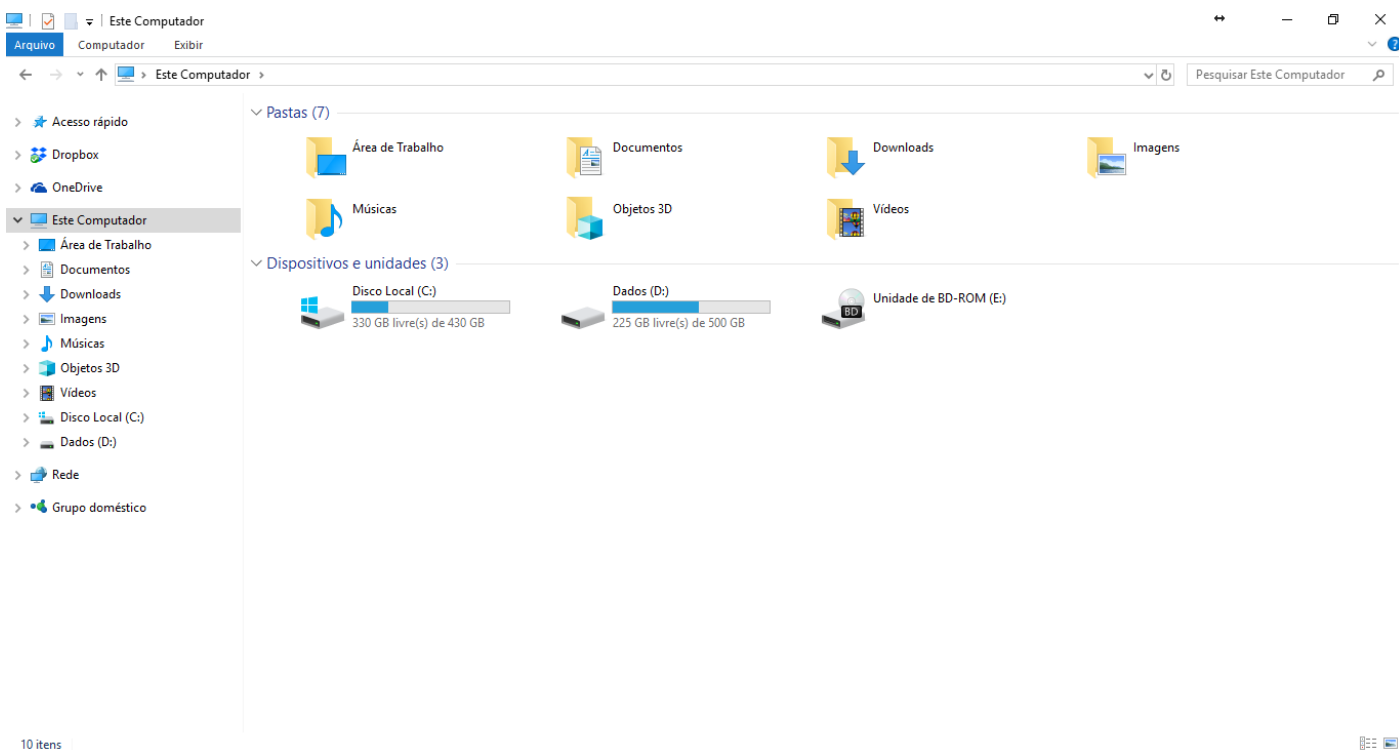 Este Computador
Arquivo Computador Exibir
Este Computador
Pesquisar Este Computador
Acesso rápido
Dropbox
OneDrive
Este Computador
Área de Trabalho
Documentos
Downloads
Imagens
Músicas
Objetos 3D
Vídeos
Disco Local (C:)
Dados (D:)
Rede
Grupo doméstico
Pastas (7)
Área de Trabalho
Documentos
Downloads
Imagens
Músicas
Objetos 3D
Vídeos
Dispositivos e unidades (3)
Disco Local (C:)
330 GB livre(s) de 430 GB
Dados (D:)
225 GB livre(s) de 500 GB
BD
Unidade de BD-ROM (E:)
10 itens